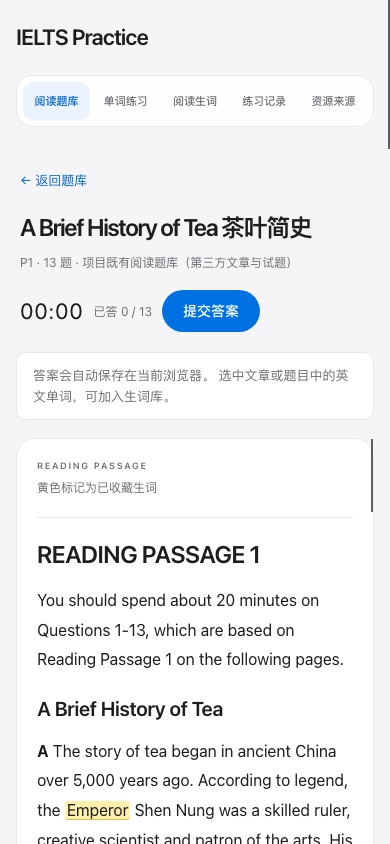 IELTS Practice
阅读题库 单词练习 阅读生词 练习记录 资源来源
← 返回题库
A Brief History of Tea 茶叶简史
P1 · 13 题 · 项目既有阅读题库（第三方文章与试题）
00:00 已答 0 / 13 提交答案
答案会自动保存在当前浏览器。 选中文章或题目中的英
文单词，可加入生词库。
READING PASSAGE
黄色标记为已收藏生词
READING PASSAGE 1
You should spend about 20 minutes on
Questions 1-13, which are based on
Reading Passage 1 on the following pages.
A Brief History of Tea
A The story of tea began in ancient China
over 5,000 years ago. According to legend,
the Emperor Shen Nung was a skilled ruler,
creative scientist and patron of the arts. His